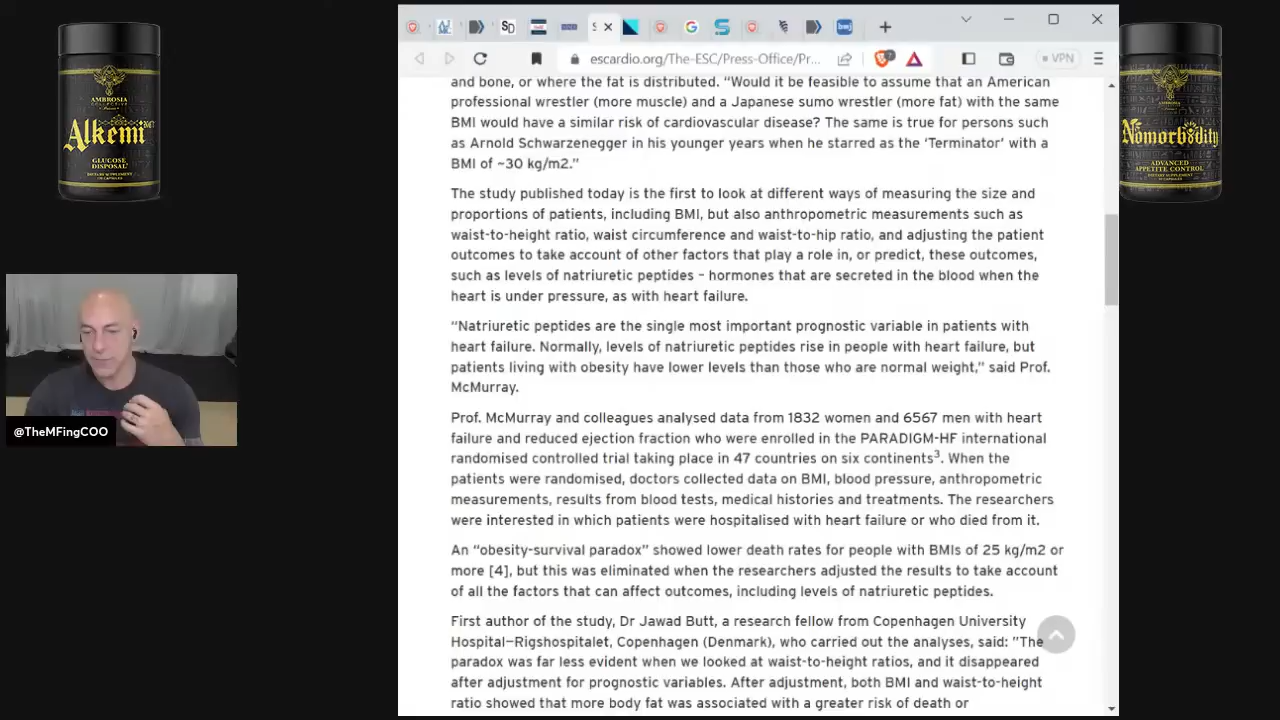 AMBROSIA
COLLECTIVE
Alkemi
GLUCOSE
DISPOSAL
DIETARY SUPPLEMENT
@TheMFingCOO
SD
S
G
bmj
escardio.org/The-ESC/Press-Office/Pr...
VPN
and bone, or where the fat is distributed. “Would it be feasible to assume that an American
professional wrestler (more muscle) and a Japanese sumo wrestler (more fat) with the same
BMI would have a similar risk of cardiovascular disease? The same is true for persons such
as Arnold Schwarzenegger in his younger years when he starred as the ‘Terminator’ with a
BMI of ~30 kg/m2.”
The study published today is the first to look at different ways of measuring the size and
proportions of patients, including BMI, but also anthropometric measurements such as
waist-to-height ratio, waist circumference and waist-to-hip ratio, and adjusting the patient
outcomes to take account of other factors that play a role in, or predict, these outcomes,
such as levels of natriuretic peptides – hormones that are secreted in the blood when the
heart is under pressure, as with heart failure.
“Natriuretic peptides are the single most important prognostic variable in patients with
heart failure. Normally, levels of natriuretic peptides rise in people with heart failure, but
patients living with obesity have lower levels than those who are normal weight,” said Prof.
McMurray.
Prof. McMurray and colleagues analysed data from 1832 women and 6567 men with heart
failure and reduced ejection fraction who were enrolled in the PARADIGM-HF international
randomised controlled trial taking place in 47 countries on six continents³. When the
patients were randomised, doctors collected data on BMI, blood pressure, anthropometric
measurements, results from blood tests, medical histories and treatments. The researchers
were interested in which patients were hospitalised with heart failure or who died from it.
An “obesity-survival paradox” showed lower death rates for people with BMIs of 25 kg/m2 or
more [4], but this was eliminated when the researchers adjusted the results to take account
of all the factors that can affect outcomes, including levels of natriuretic peptides.
First author of the study, Dr Jawad Butt, a research fellow from Copenhagen University
Hospital—Rigshospitalet, Copenhagen (Denmark), who carried out the analyses, said: “The
paradox was far less evident when we looked at waist-to-height ratios, and it disappeared
after adjustment for prognostic variables. After adjustment, both BMI and waist-to-height
ratio showed that more body fat was associated with a greater risk of death or
Nomorbidity
ADVANCED
APPETITE CONTROL
DIETARY SUPPLEMENT